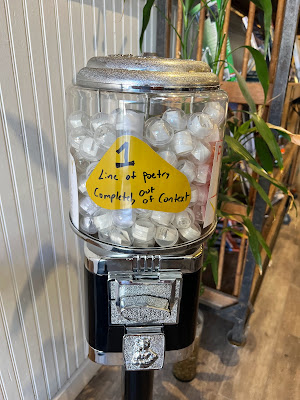 1
Line of Poetry
Completely out
of Context